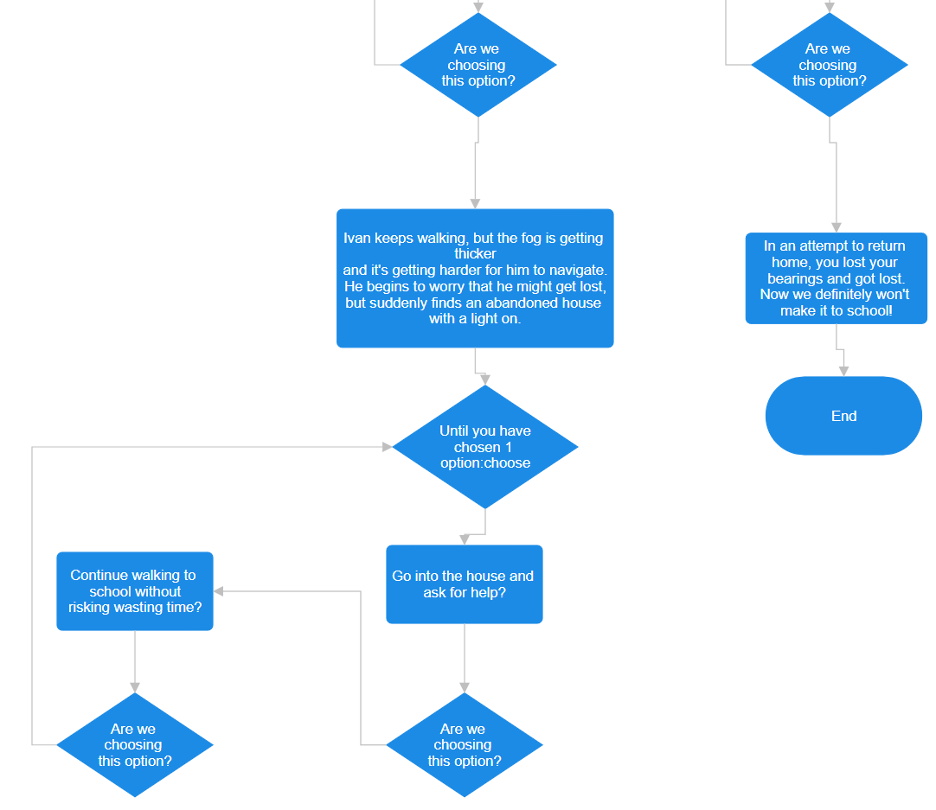 Are we
choosing
this option?
Are we
choosing
this option?
Ivan keeps walking, but the fog is getting
thicker
and it's getting harder for him to navigate.
He begins to worry that he might get lost,
but suddenly finds an abandoned house
with a light on.
In an attempt to return
home, you lost your
bearings and got lost.
Now we definitely won't
make it to school!
End
Until you have
chosen 1
option:choose
Continue walking to
school without
risking wasting time?
Go into the house and
ask for help?
Are we
choosing
this option?
Are we
choosing
this option?